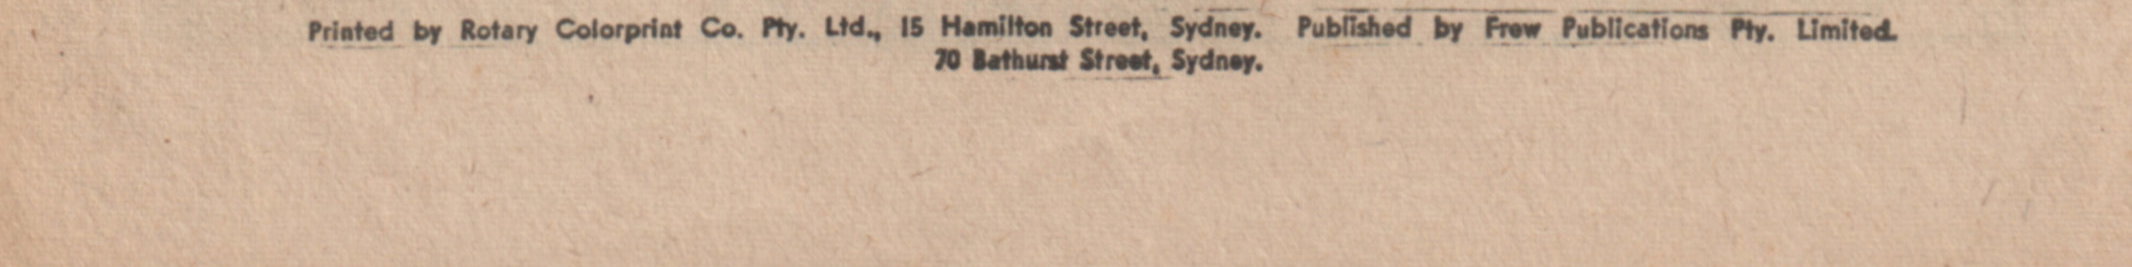 Printed by Rotary Colorprint Co. Pty. Ltd., 15 Hamilton Street, Sydney. Published by Frew Publications Pty. Limited.
70 Bathurst Street, Sydney.